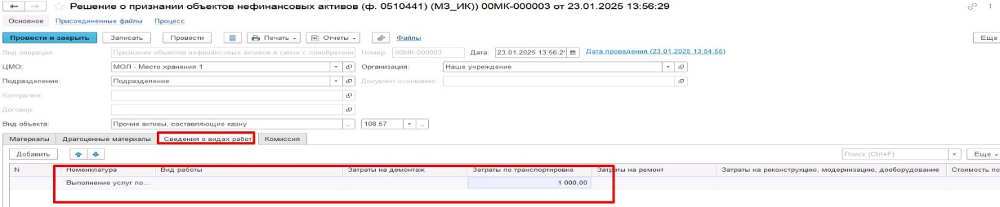 Решение о признании объектов нефинансовых активов (ф. 0510441) (МЗ_ИК)) 00МК-000003 от 23.01.2025 13:56:29
Основное Присоединенные файлы Процесс
Провести и закрыть Записать Провести Печать Отчеты Файлы Еще
Вид операции: Признание объектов нефинансовых активов в связи с приобретени Номер: 00МК-000003 Дата: 23.01.2025 13:56:2 Дата проведения (23.01.2025 13:54:55)
ЦМО: МОЛ - Место хранения 1 Организация: Наше учреждение
Подразделение: Подразделение Документ-основание:
Контрагент:
Договор:
Вид объекта: Прочие активы, составляющие казну ... 108.57 ...
Материалы Драгоценные материалы Сведения о видах работ Комиссия
Добавить Поиск (Ctrl+F) × Еще
N Номенклатура Вид работы Затраты на демонтаж Затраты по транспортировке Затраты на ремонт Затраты на реконструкцию, модернизацию, дооборудование Стоимость по
Выполнение услуг по... 1 000,00